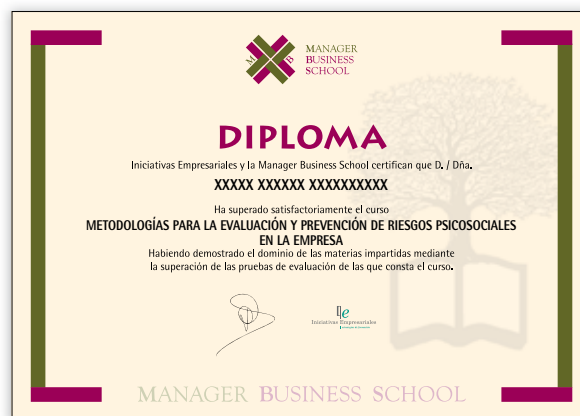 M B
MANAGER
BUSINESS
SCHOOL
DIPLOMA
Iniciativas Empresariales y la Manager Business School certifican que D. / Dña.
XXXXX XXXXXX XXXXXXXXXX
Ha superado satisfactoriamente el curso
METODOLOGÍAS PARA LA EVALUACIÓN Y PREVENCIÓN DE RIESGOS PSICOSOCIALES
EN LA EMPRESA
Habiendo demostrado el dominio de las materias impartidas mediante
la superación de las pruebas de evaluación de las que consta el curso.
Iniciativas Empresariales
MANAGER BUSINESS SCHOOL